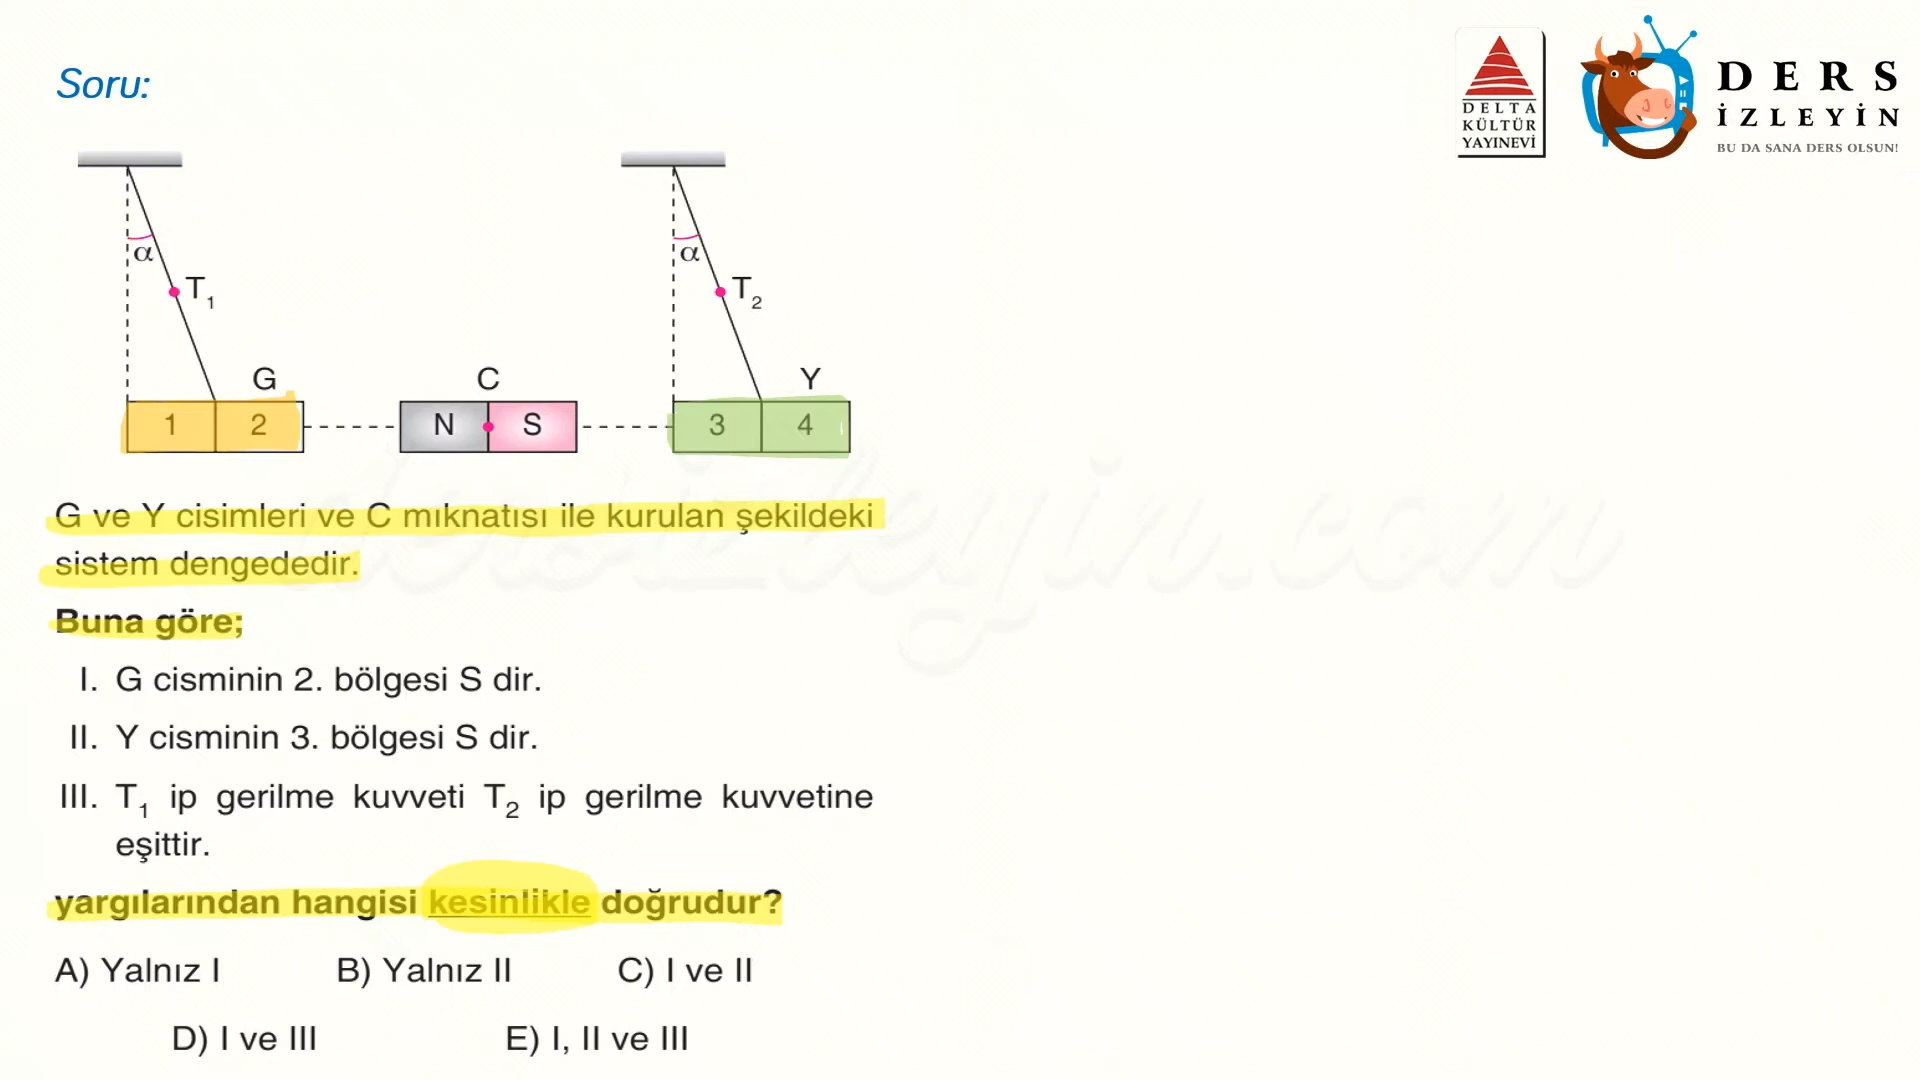 Soru:
DELTA
KÜLTÜR
YAYINEVİ
DERS
İZLEYİN
BU DA SANA DERS OLSUN!
α
T1
α
T2
G
C
Y
1 2
N S
3 4
G ve Y cisimleri ve C mıknatısı ile kurulan şekildeki
sistem dengededir.
Buna göre;
I. G cisminin 2. bölgesi S dir.
II. Y cisminin 3. bölgesi S dir.
III. T1 ip gerilme kuvveti T2 ip gerilme kuvvetine
eşittir.
yargılarından hangisi kesinlikle doğrudur?
A) Yalnız I B) Yalnız II C) I ve II
D) I ve III E) I, II ve III
dersizleyin.com